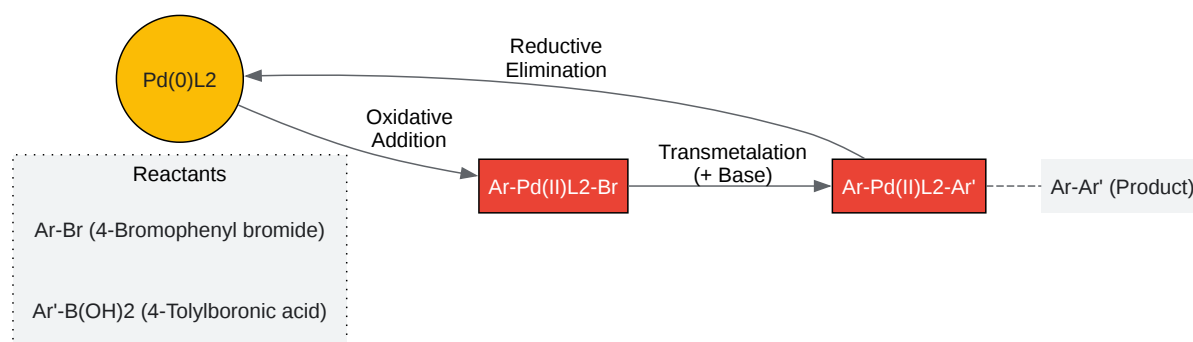 Reductive
Elimination
Pd(0)L2
Oxidative
Addition
Transmetalation
(+ Base)
Reactants
Ar-Pd(II)L2-Br
Ar-Pd(II)L2-Ar'
Ar-Ar' (Product)
Ar-Br (4-Bromophenyl bromide)
Ar'-B(OH)2 (4-Tolylboronic acid)